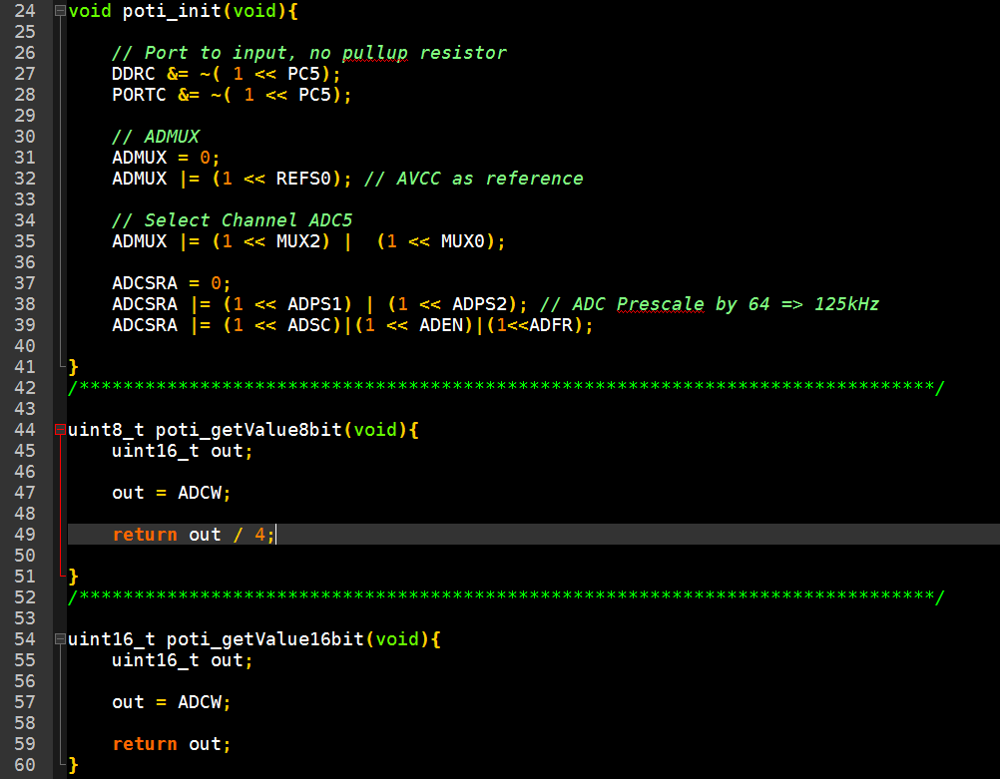 24 void poti_init(void){
25
26     // Port to input, no pullup resistor
27     DDRC &= ~( 1 << PC5);
28     PORTC &= ~( 1 << PC5);
29
30     // ADMUX
31     ADMUX = 0;
32     ADMUX |= (1 << REFS0); // AVCC as reference
33
34     // Select Channel ADC5
35     ADMUX |= (1 << MUX2) |  (1 << MUX0);
36
37     ADCSRA = 0;
38     ADCSRA |= (1 << ADPS1) | (1 << ADPS2); // ADC Prescale by 64 => 125kHz
39     ADCSRA |= (1 << ADSC)|(1 << ADEN)|(1<<ADFR);
40
41 }
42 /******************************************************************************/
43
44 uint8_t poti_getValue8bit(void){
45     uint16_t out;
46
47     out = ADCW;
48
49     return out / 4;
50
51 }
52 /******************************************************************************/
53
54 uint16_t poti_getValue16bit(void){
55     uint16_t out;
56
57     out = ADCW;
58
59     return out;
60 }